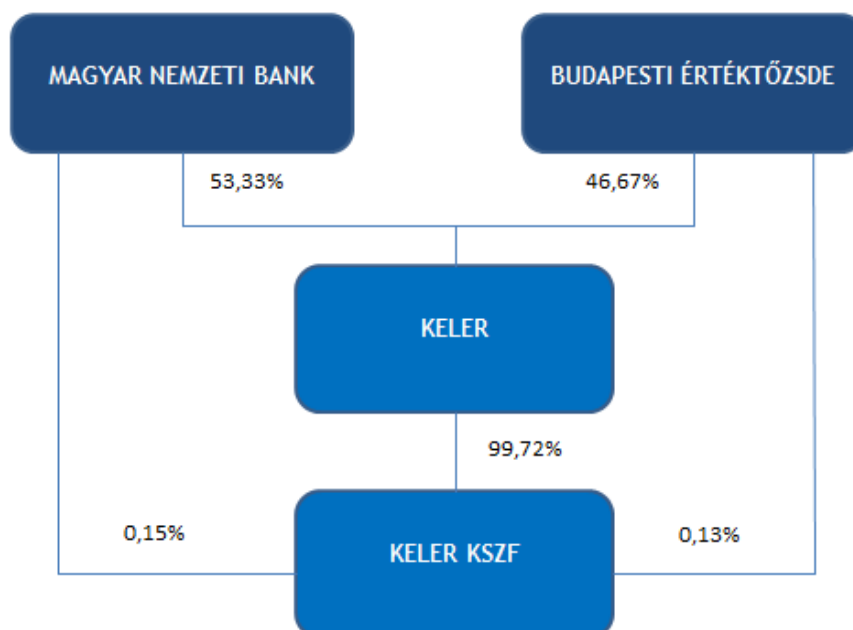 MAGYAR NEMZETI BANK
BUDAPESTI ÉRTÉKTŐZSDE
53,33%
46,67%
KELER
99,72%
0,15%
0,13%
KELER KSZF